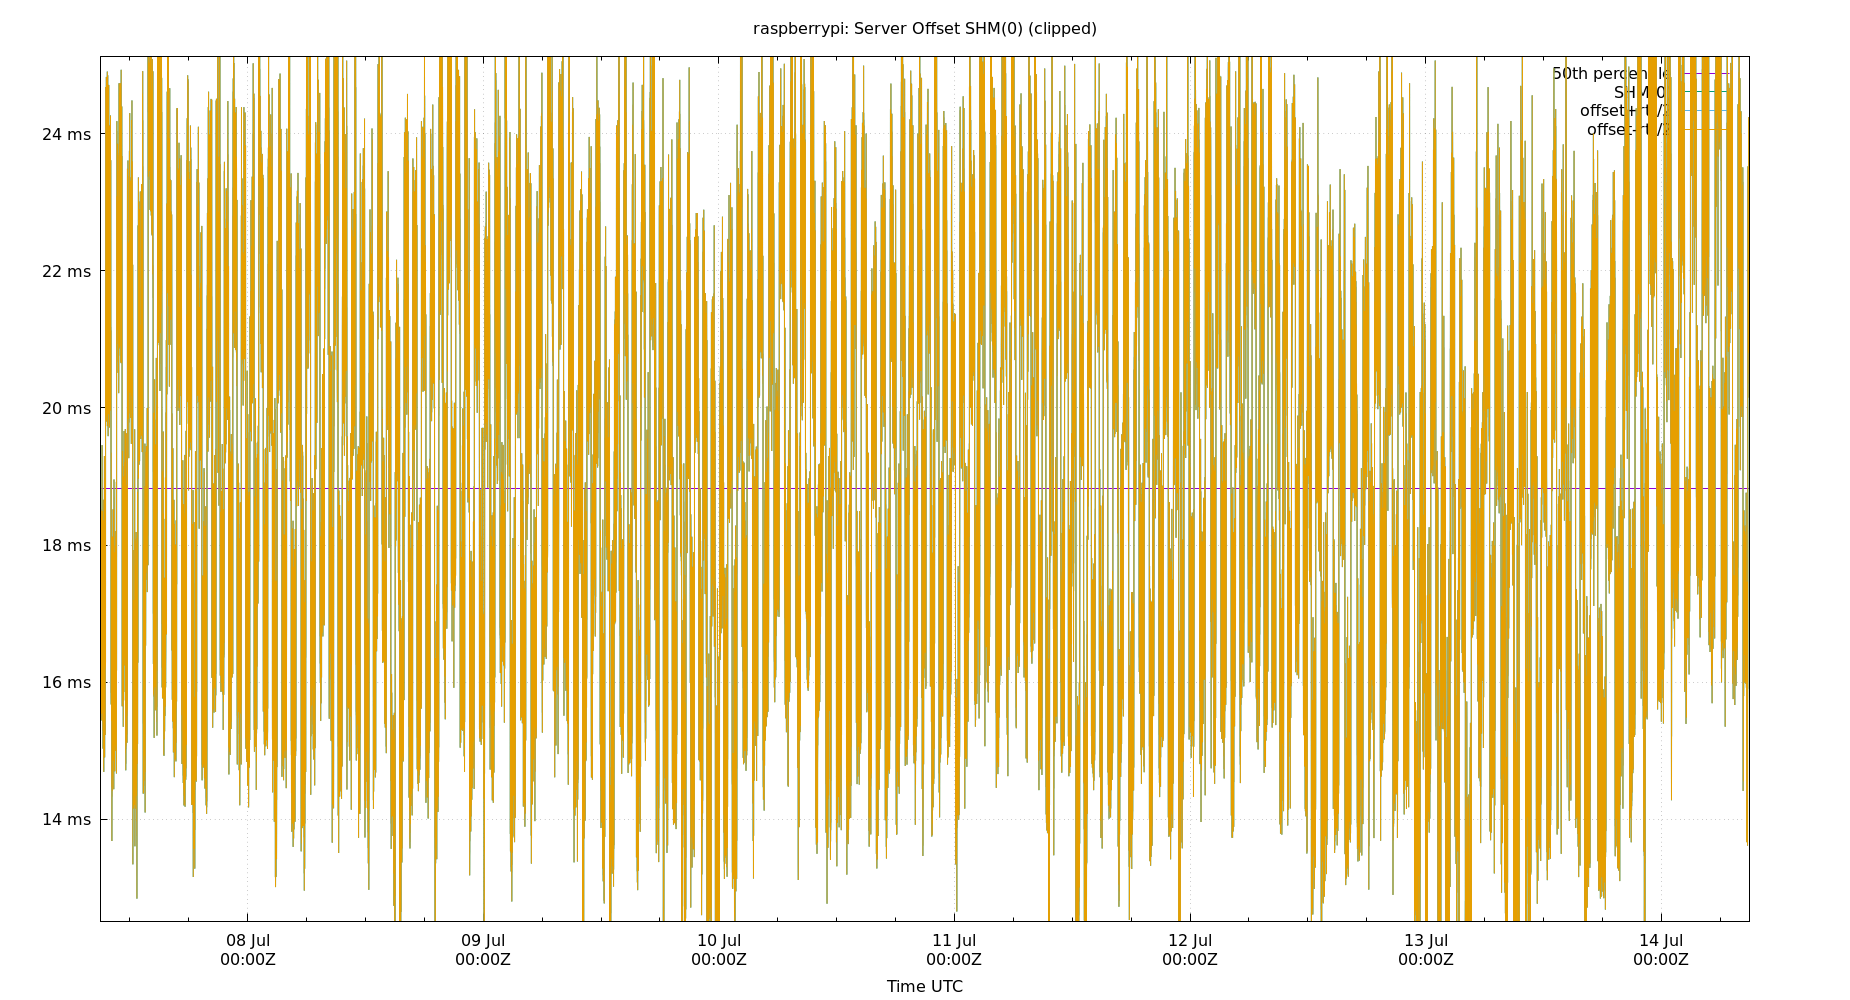 raspberrypi: Server Offset SHM(0) (clipped)
24 ms
22 ms
20 ms
18 ms
16 ms
14 ms
50th
08 Jul
00:00Z
09 Jul
00:00Z
10 Jul
00:00Z
11 Jul
00:00Z
12 Jul
00:00Z
13 Jul
00:00Z
14 Jul
00:00Z
Time UTC